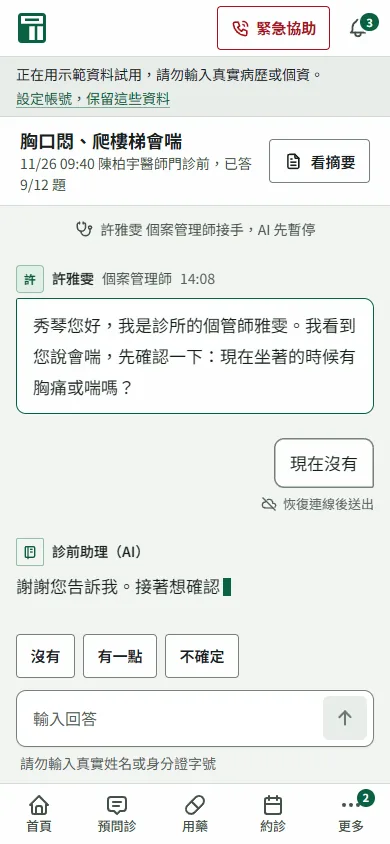 緊急協助
3
正在用示範資料試用，請勿輸入真實病歷或個資。
設定帳號，保留這些資料
胸口悶、爬樓梯會喘
11/26 09:40 陳柏宇醫師門診前，已答
9/12 題
看摘要
許雅雯 個案管理師接手，AI 先暫停
許 許雅雯 個案管理師 14:08
秀琴您好，我是診所的個管師雅雯。我看到
您說會喘，先確認一下：現在坐著的時候有
胸痛或喘嗎？
現在沒有
恢復連線後送出
診前助理（AI）
謝謝您告訴我。接著想確認
沒有
有一點
不確定
輸入回答
請勿輸入真實姓名或身分證字號
首頁
預問診
用藥
約診
2
更多